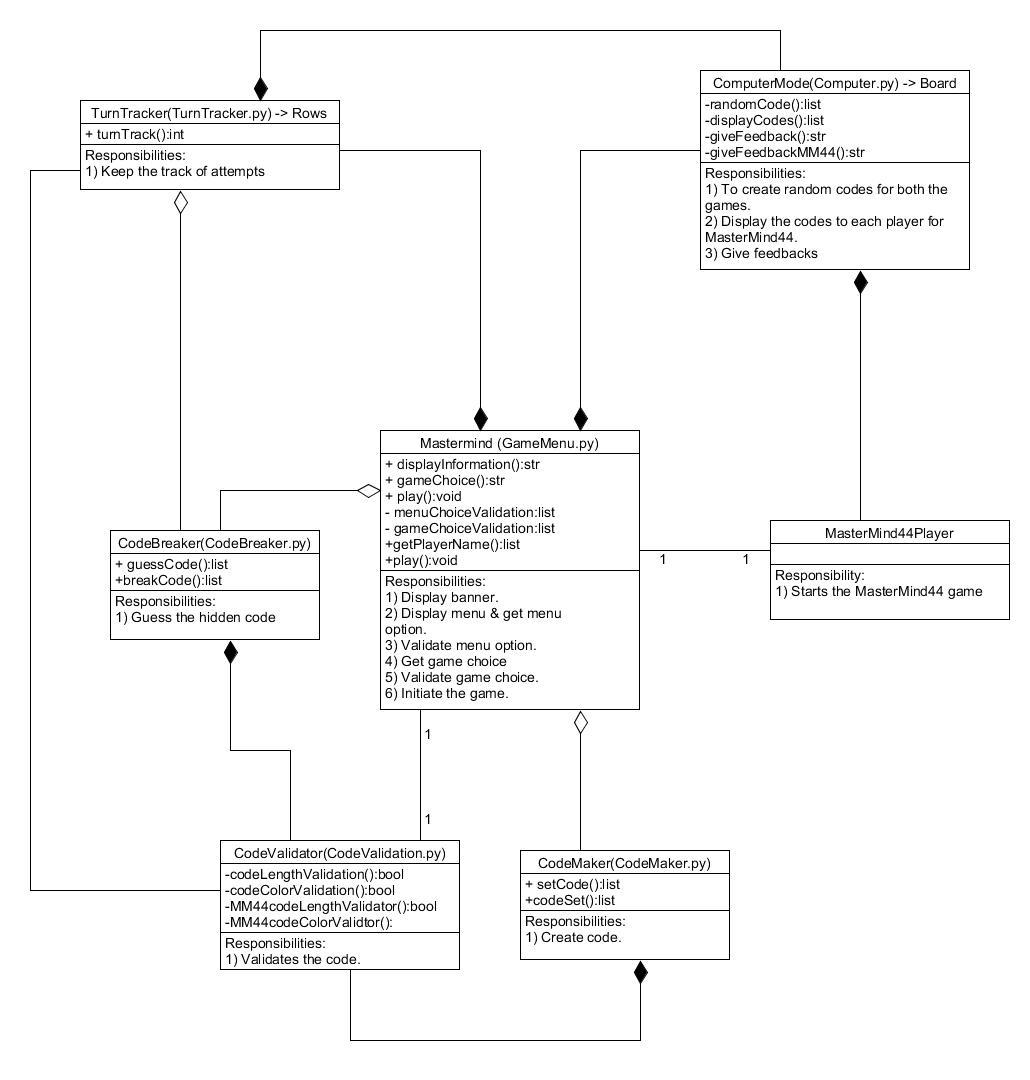 ComputerMode(Computer.py) -> Board
-randomCode():list
-displayCodes():list
-giveFeedback():str
-giveFeedbackMM44():str
Responsibilities:
1) To create random codes for both the
games.
2) Display the codes to each player for
MasterMind44.
3) Give feedbacks
TurnTracker(TurnTracker.py) -> Rows
+ turnTrack():int
Responsibilities:
1) Keep the track of attempts
Mastermind (GameMenu.py)
+ displayInformation():str
+ gameChoice():str
+ play():void
- menuChoiceValidation:list
- gameChoiceValidation:list
+getPlayerName():list
+play():void
Responsibilities:
1) Display banner.
2) Display menu & get menu
option.
3) Validate menu option.
4) Get game choice
5) Validate game choice.
6) Initiate the game.
1
1
MasterMind44Player
Responsibility:
1) Starts the MasterMind44 game
CodeBreaker(CodeBreaker.py)
+ guessCode():list
+breakCode():list
Responsibilities:
1) Guess the hidden code
1
1
CodeValidator(CodeValidation.py)
-codeLengthValidation():bool
-codeColorValidation():bool
-MM44codeLengthValidator():bool
-MM44codeColorValidtor():
Responsibilities:
1) Validates the code.
CodeMaker(CodeMaker.py)
+ setCode():list
+codeSet():list
Responsibilities:
1) Create code.